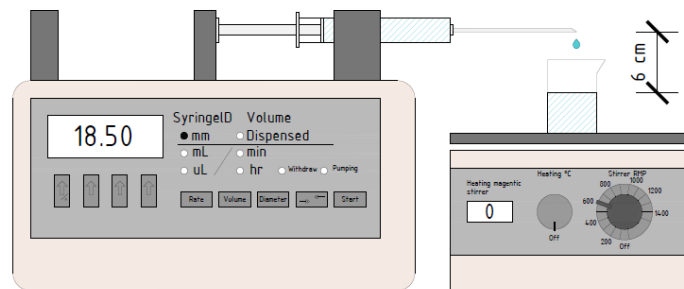 18.50
SyringeID Volume
mm Dispensed
mL min
uL hr Withdraw Pumping
Rate Volume Diameter Start
6 cm
Heating magentic
stirrer
0
Heating °C
Off
Stirrer RMP
1000
800 1200
600 1400
400
200
Off